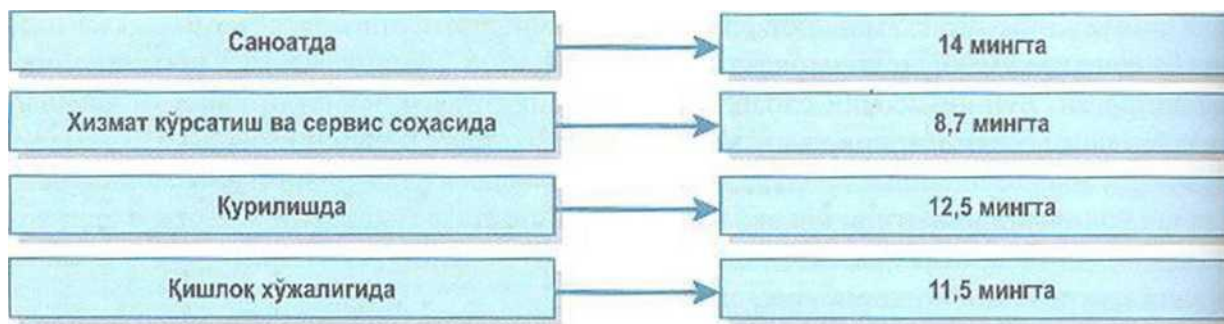 Саноатда
14 мингта
Хизмат кўрсатиш ва сервис соҳасида
8,7 мингта
Қурилишда
12,5 мингта
Қишлоқ хўжалигида
11,5 мингта